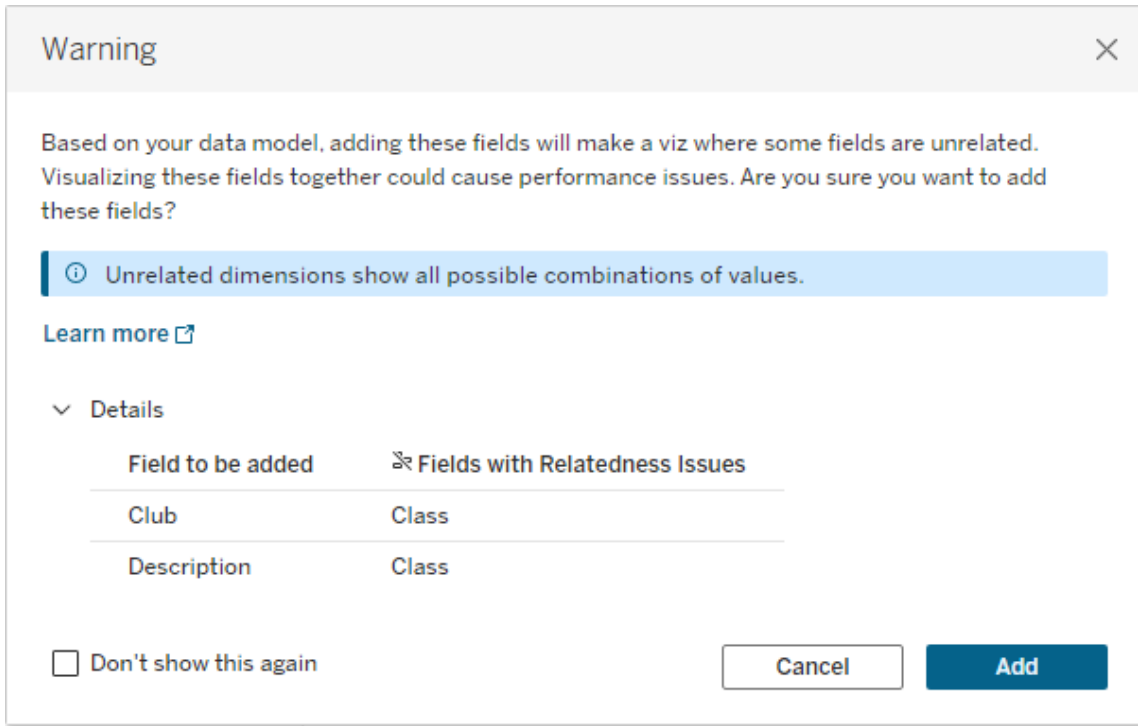 Warning
Based on your data model, adding these fields will make a viz where some fields are unrelated.
Visualizing these fields together could cause performance issues. Are you sure you want to add
these fields?
Unrelated dimensions show all possible combinations of values.
Learn more
Details
Field to be added Fields with Relatedness Issues
Club Class
Description Class
Don't show this again Cancel Add